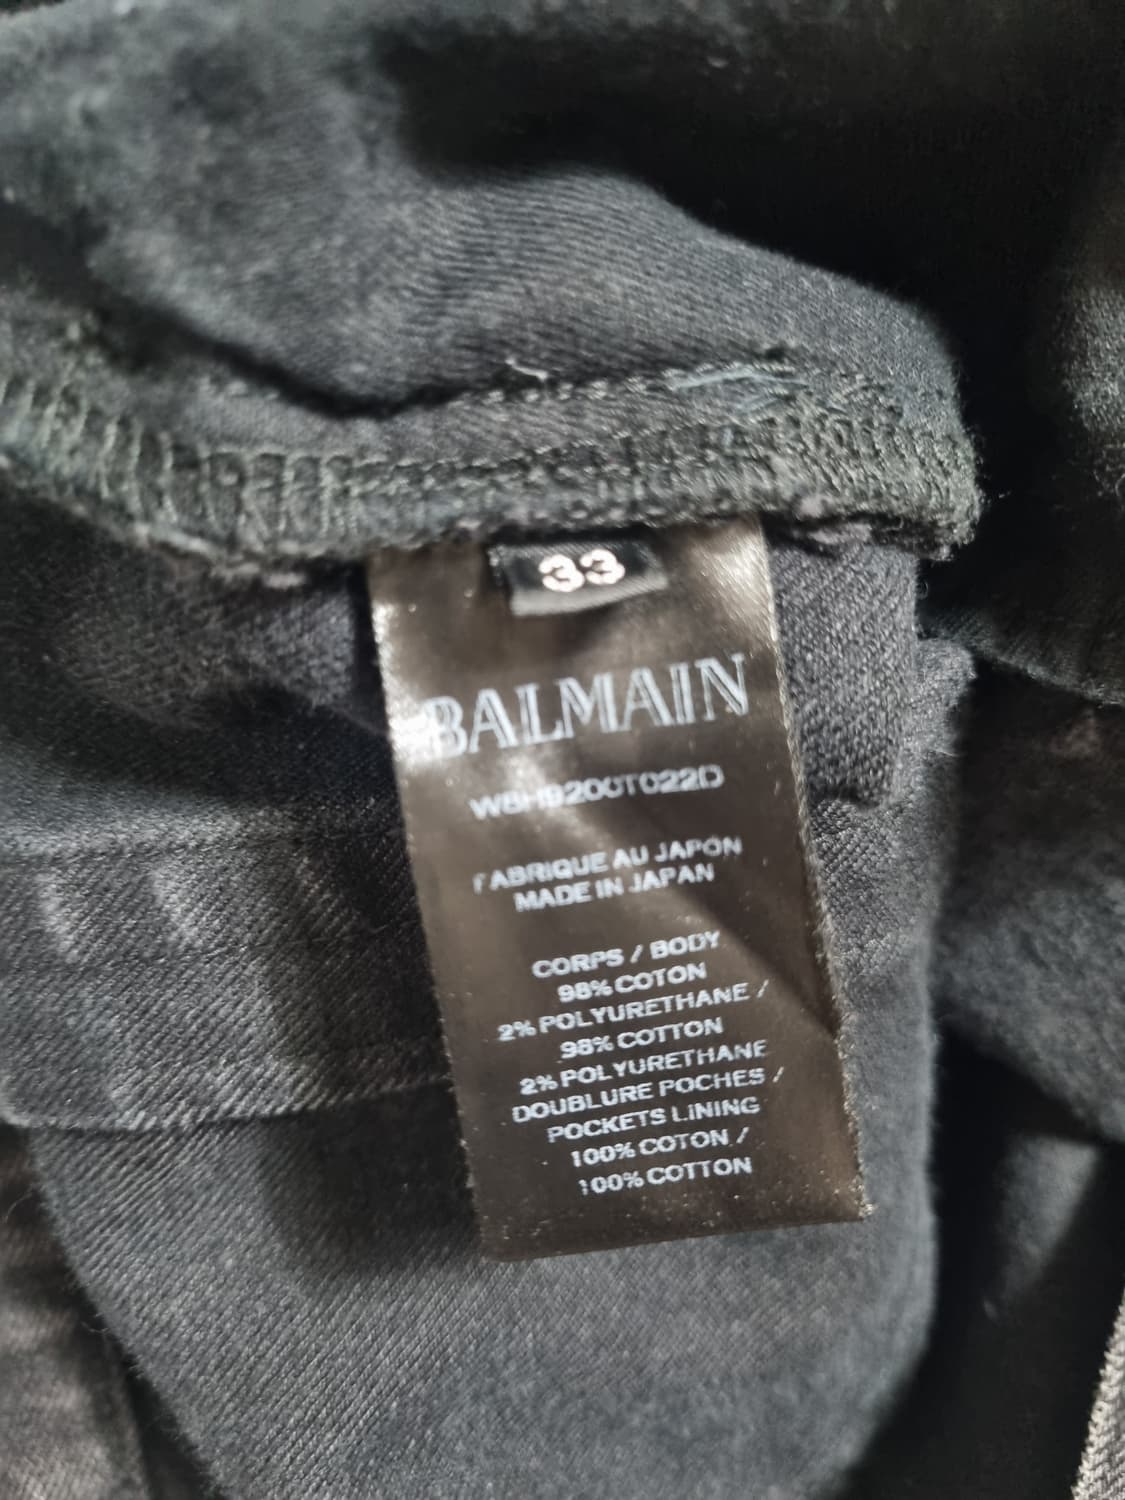 33
BALMAIN
FABRIQUE AU JAPON
MADE IN JAPAN
CORPS / BODY
98% COTON
2% POLYURETHANE /
98% COTTON
2% POLYURETHANE
DOUBLURE POCHES /
POCKETS LINING
100% COTON /
100% COTTON